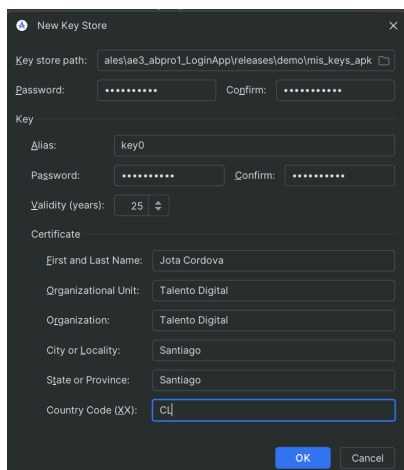 New Key Store
Key store path: ales\ae3_abpro1_LoginApp\releases\demo\mis_keys_apk
Password: •••••••••• Confirm: •••••••••••
Key
Alias: key0
Password: •••••••••• Confirm: ••••••••••
Validity (years): 25
Certificate
First and Last Name: Jota Cordova
Organizational Unit: Talento Digital
Organization: Talento Digital
City or Locality: Santiago
State or Province: Santiago
Country Code (XX): CL
OK Cancel